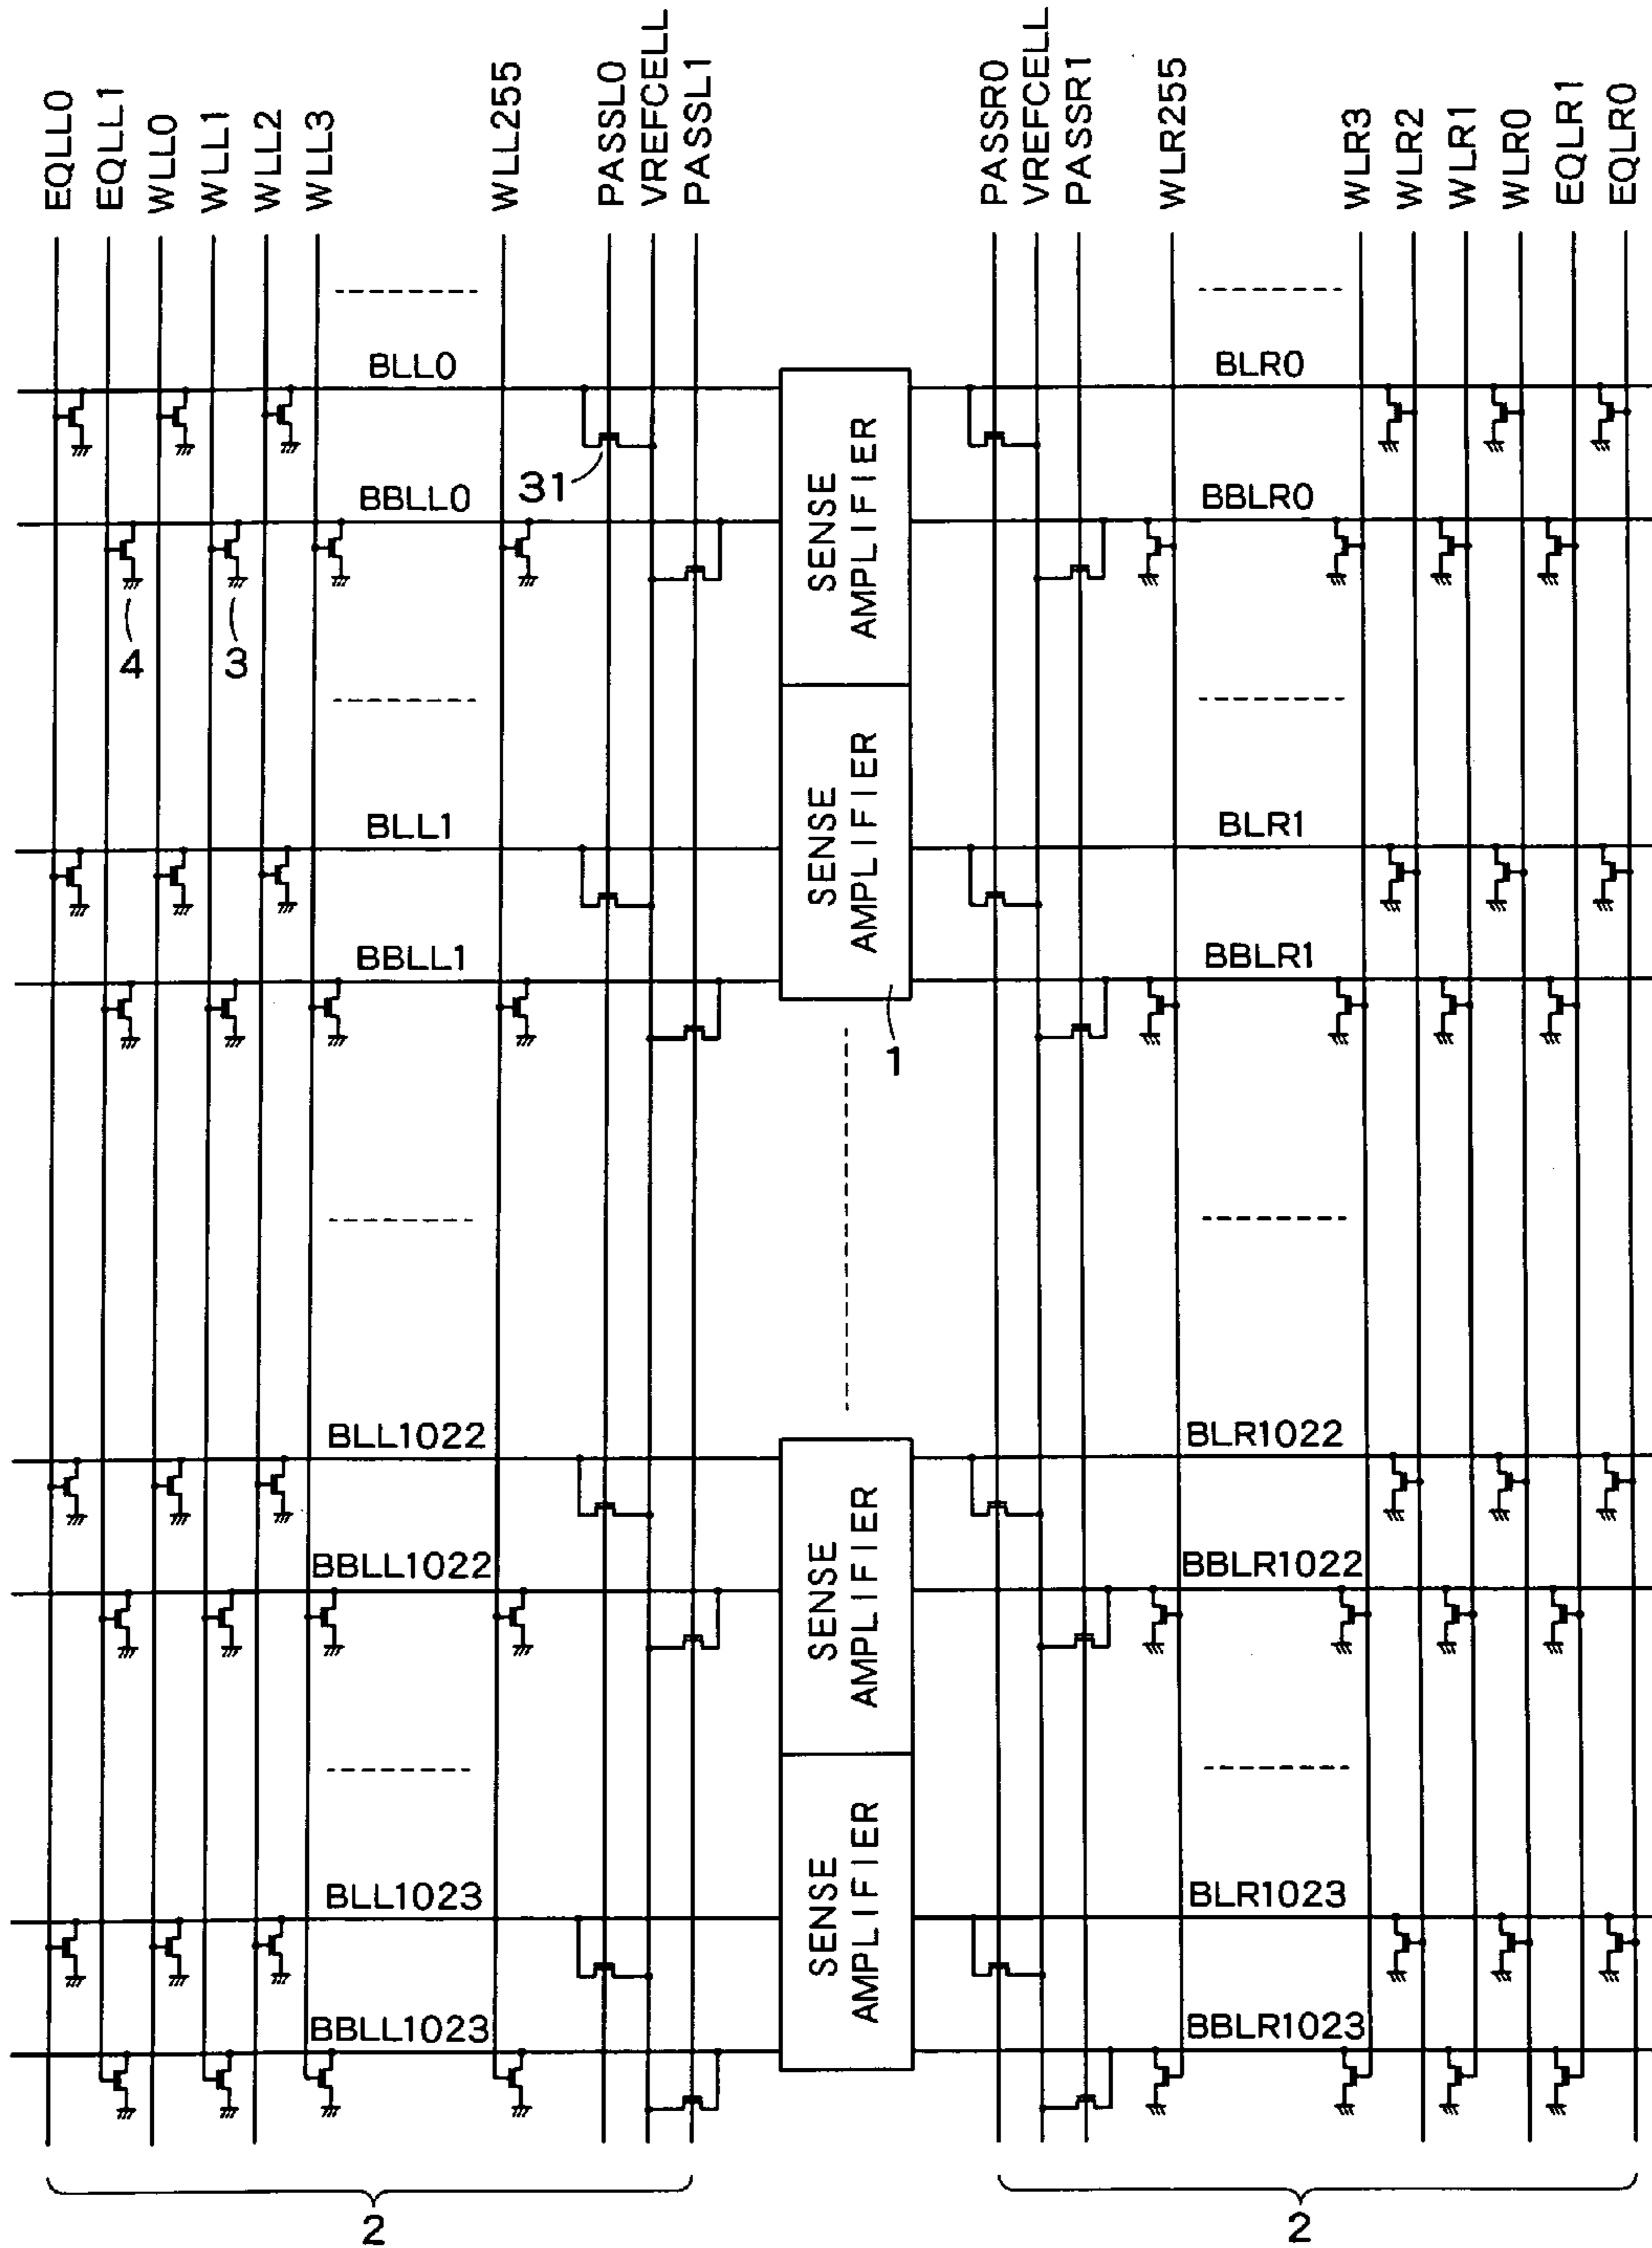 EQLL0
EQLL1
WLL0
WLL1
WLL2
WLL3
WLL255
PASSL0
VREFCELL
PASSL1
PASSR0
VREFCELL
PASSR1
WLR255
WLR3
WLR2
WLR1
WLR0
EQLR1
EQLR0
BLL0
BLR0
31
BBLL0
BBLR0
SENSE
AMPLIFIER
4
3
BLL1
BLR1
SENSE
AMPLIFIER
BBLL1
BBLR1
1
BLL1022
BLR1022
BBLL1022
BBLR1022
SENSE
AMPLIFIER
BLL1023
BLR1023
SENSE
AMPLIFIER
BBLL1023
BBLR1023
2
2